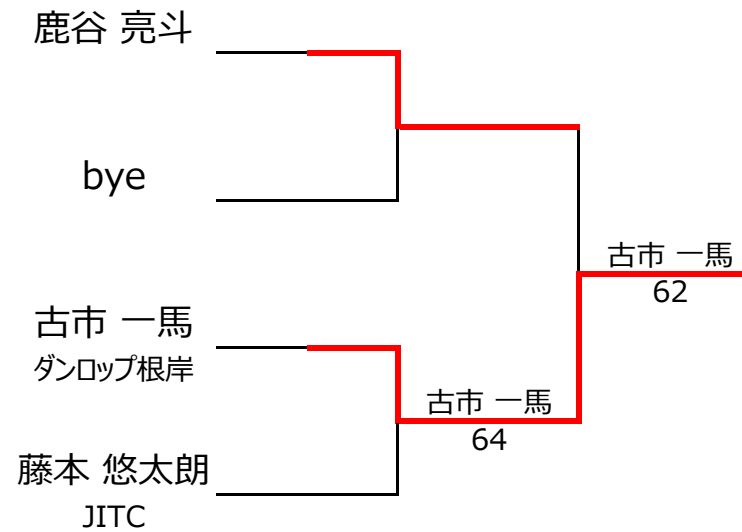 鹿谷 亮斗
bye
古市 一馬
ダンロップ根岸
藤本 悠太朗
JITC
古市 一馬
64
古市 一馬
62